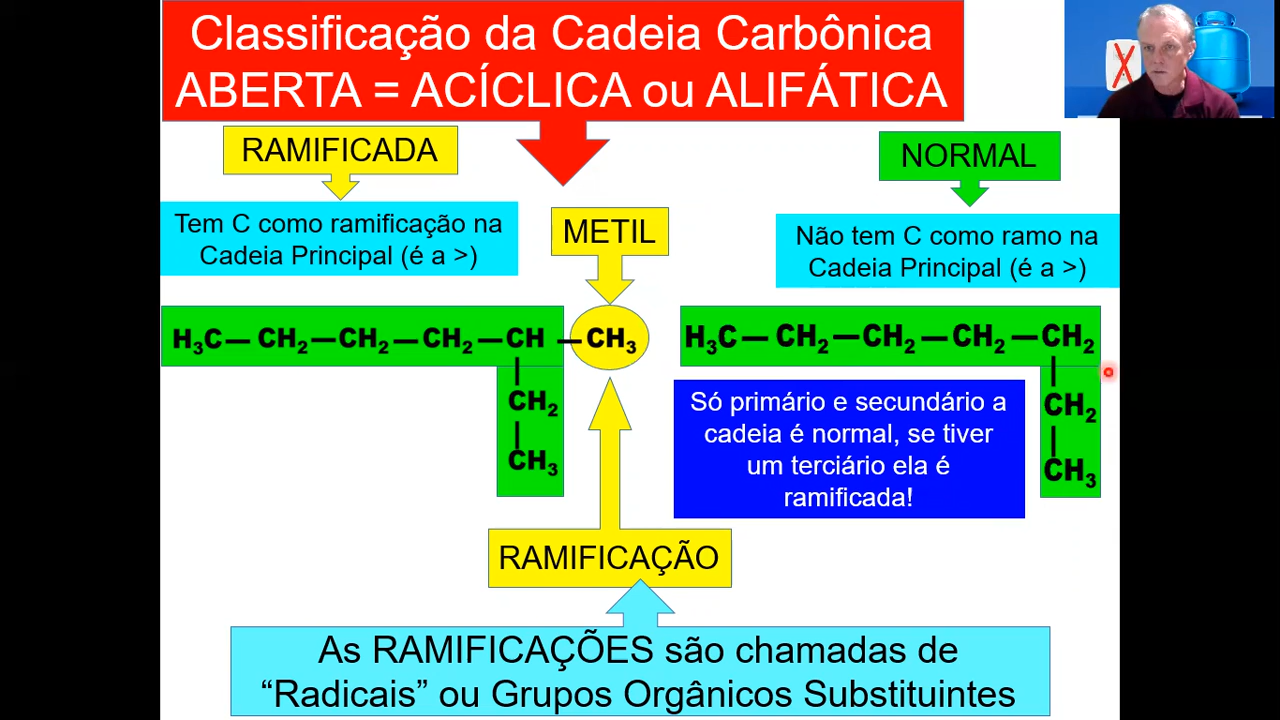 Classificação da Cadeia Carbônica
ABERTA = ACÍCLICA ou ALIFÁTICA
RAMIFICADA
Tem C como ramificação na
Cadeia Principal (é a >)
METIL
NORMAL
Não tem C como ramo na
Cadeia Principal (é a >)
H₃C—CH₂—CH₂—CH₂—CH—CH₃
CH₂
CH₃
H₃C—CH₂—CH₂—CH₂—CH₂
CH₂
CH₃
Só primário e secundário a
cadeia é normal, se tiver
um terciário ela é
ramificada!
RAMIFICAÇÃO
As RAMIFICAÇÕES são chamadas de
“Radicais” ou Grupos Orgânicos Substituintes